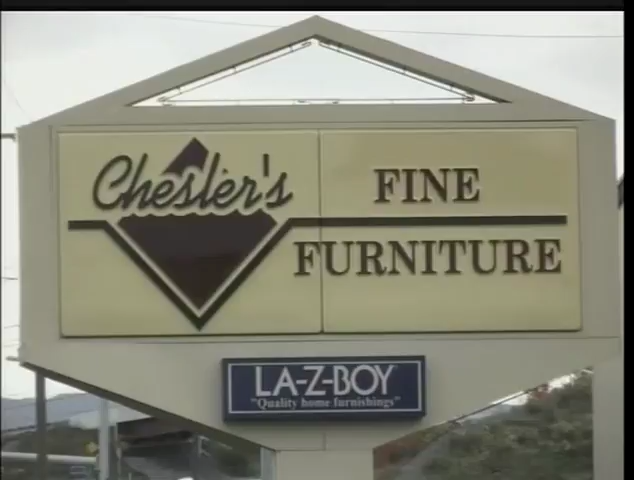 Chesler's
FINE
FURNITURE
LA-Z-BOY
"Quality home furnishings"